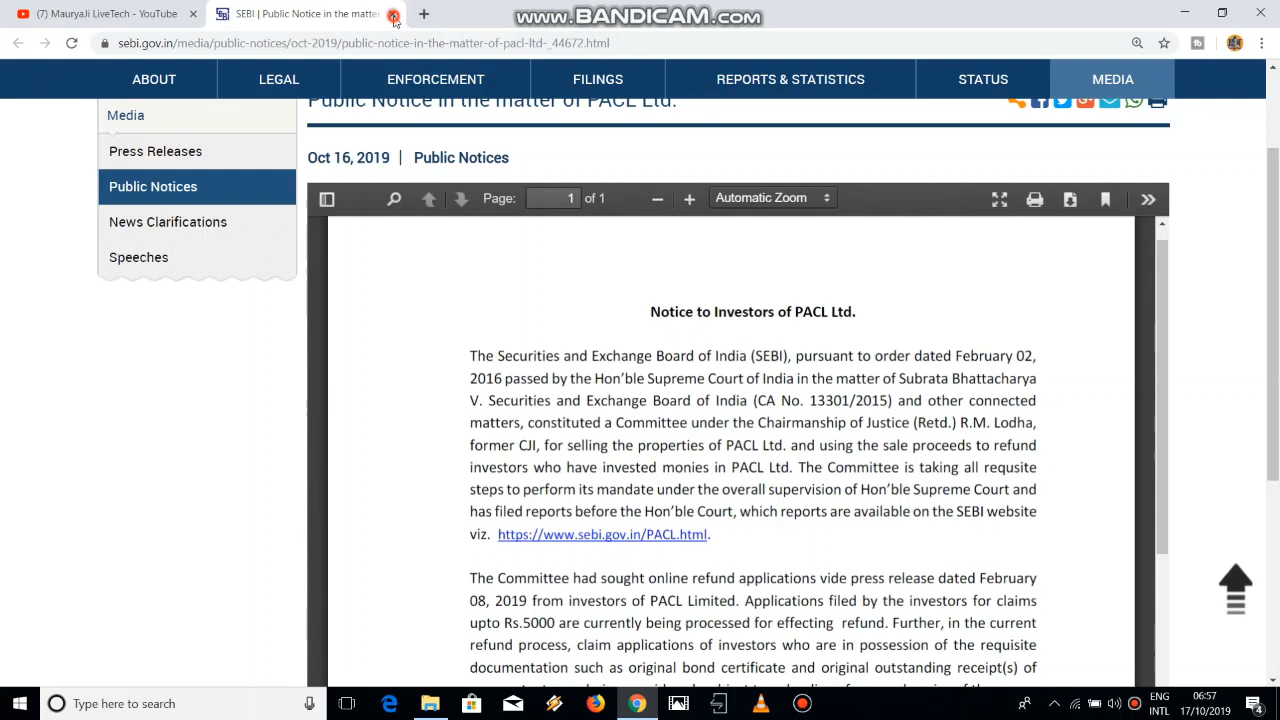 (7) MauryaJi LiveTech - YouTube
SEBI | Public Notice in the matter
www.BANDICAM.com
sebi.gov.in/media/public-notices/oct-2019/public-notice-in-the-matter-of-pacl-ltd-_44672.html
ABOUT
LEGAL
ENFORCEMENT
FILINGS
REPORTS & STATISTICS
STATUS
MEDIA
Media
Press Releases
Public Notices
News Clarifications
Speeches
Public Notice in the matter of PACL Ltd.
Oct 16, 2019 | Public Notices
Page: 1 of 1
Automatic Zoom
Notice to Investors of PACL Ltd.
The Securities and Exchange Board of India (SEBI), pursuant to order dated February 02,
2016 passed by the Hon'ble Supreme Court of India in the matter of Subrata Bhattacharya
V. Securities and Exchange Board of India (CA No. 13301/2015) and other connected
matters, constituted a Committee under the Chairmanship of Justice (Retd.) R.M. Lodha,
former CJI, for selling the properties of PACL Ltd. and using the sale proceeds to refund
investors who have invested monies in PACL Ltd. The Committee is taking all requsite
steps to perform its mandate under the overall supervision of Hon'ble Supreme Court and
has filed reports before the Hon'ble Court, which reports are available on the SEBI website
viz. https://www.sebi.gov.in/PACL.html.
The Committee had sought online refund applications vide press release dated February
08, 2019 from investors of PACL Limited. Applications filed by the investors for claims
upto Rs.5000 are currently being processed for effecting refund. Further, in the current
refund process, claim applications of investors who are in possession of the requisite
documentation such as original bond certificate and original outstanding receipt(s) of
Type here to search
ENG
INTL
06:57
17/10/2019
4